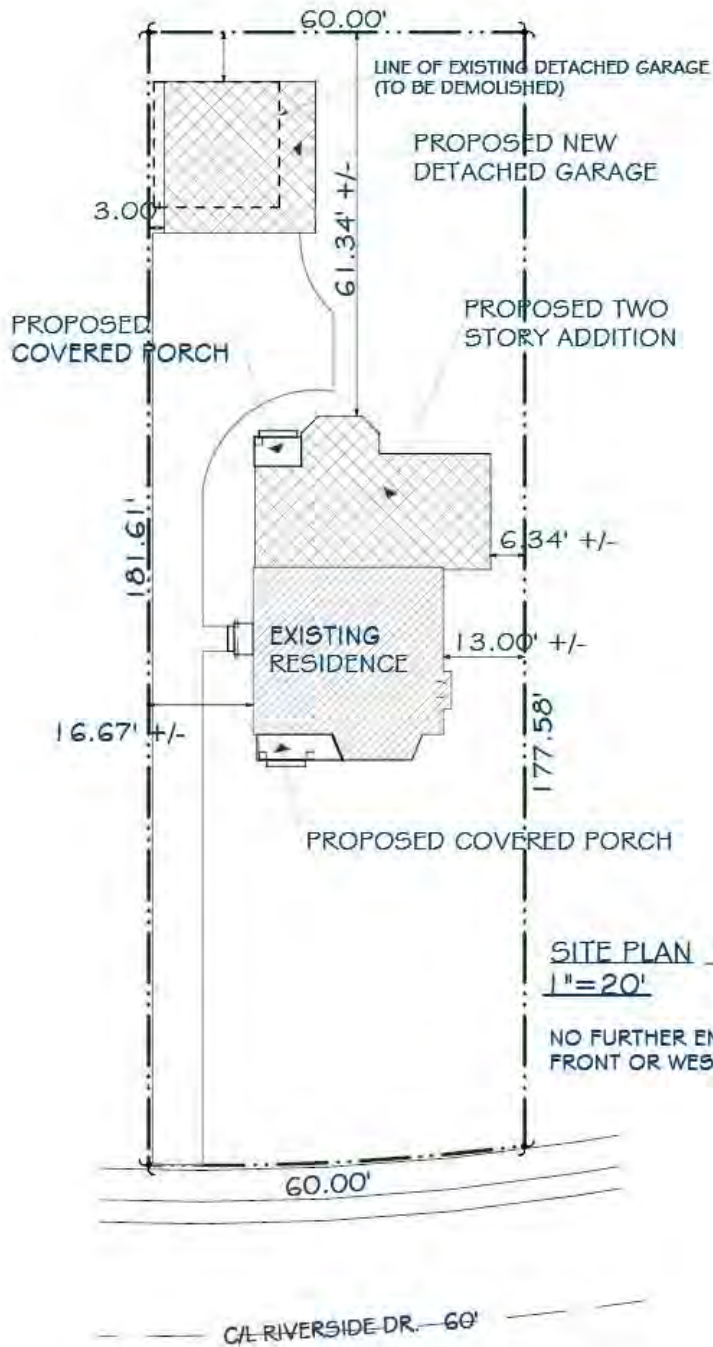 60.00'
LINE OF EXISTING DETACHED GARAGE
(TO BE DEMOLISHED)
PROPOSED NEW
DETACHED GARAGE
3.00'
61.34' +/-
PROPOSED
COVERED PORCH
PROPOSED TWO
STORY ADDITION
181.61'
6.34' +/-
EXISTING
RESIDENCE
13.00' +/-
16.67' +/-
177.58'
PROPOSED COVERED PORCH
SITE PLAN
1"=20'
NO FURTHER
FRONT OR
60.00'
C/L RIVERSIDE DR. 60'